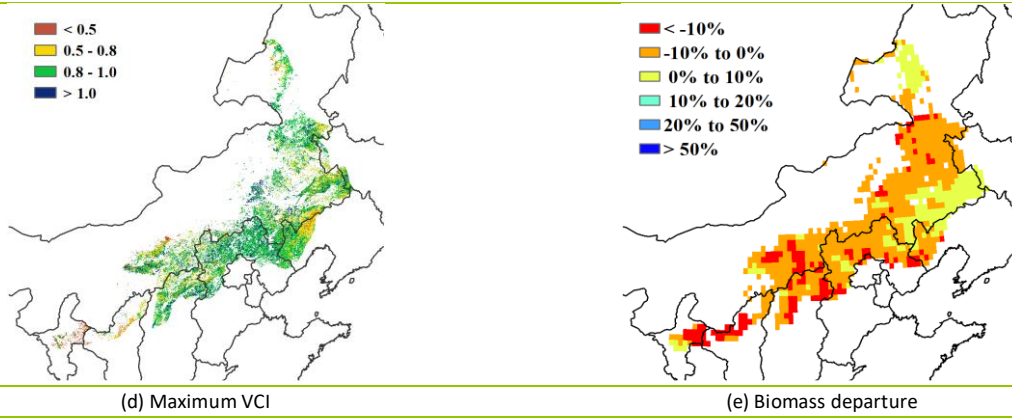 < 0.5
0.5 - 0.8
0.8 - 1.0
> 1.0
< -10%
-10% to 0%
0% to 10%
10% to 20%
20% to 50%
> 50%
(d) Maximum VCI
(e) Biomass departure